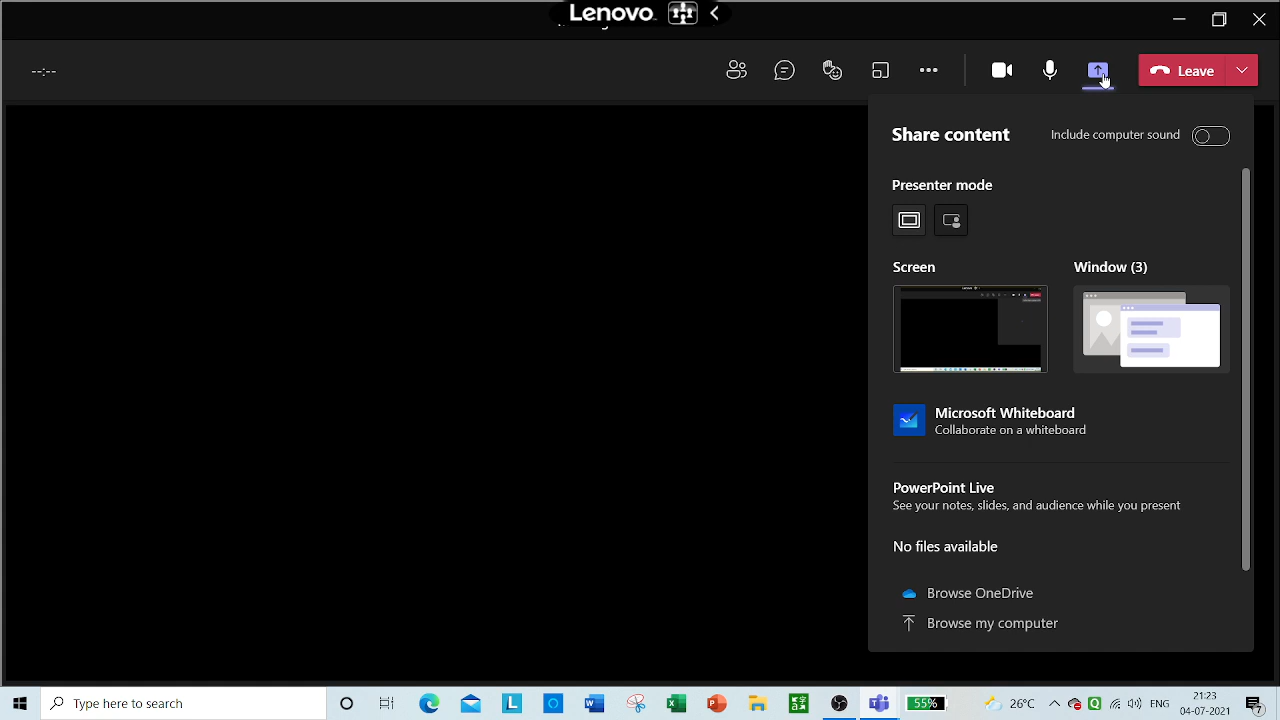 Lenovo
--:--
Leave
Share content
Include computer sound
Presenter mode
Screen
Window (3)
Microsoft Whiteboard
Collaborate on a whiteboard
PowerPoint Live
See your notes, slides, and audience while you present
No files available
Browse OneDrive
Browse my computer
Type here to search
55%
26°C
ENG
21:23
04-07-2021